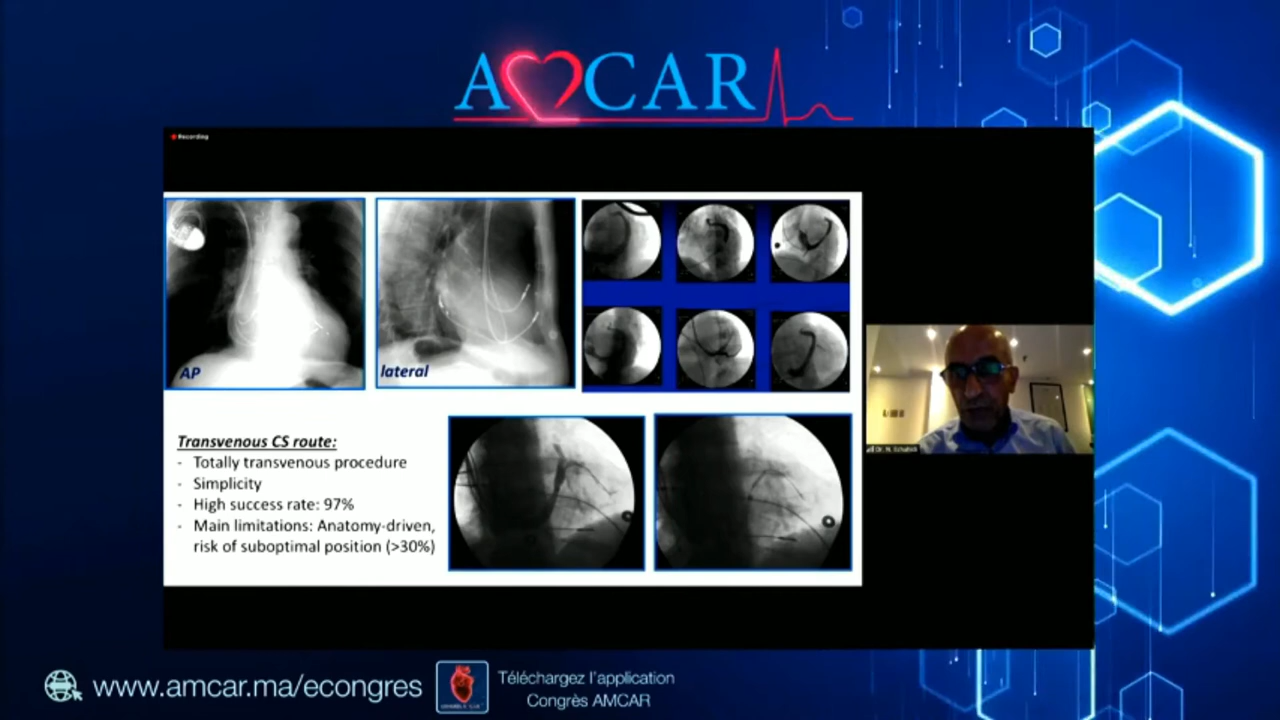 AMCAR
Recording
AP
lateral
Transvenous CS route:
- Totally transvenous procedure
- Simplicity
- High success rate: 97%
- Main limitations: Anatomy-driven,
risk of suboptimal position (>30%)
www.amcar.ma/econgres
Téléchargez l'application
Congrès AMCAR